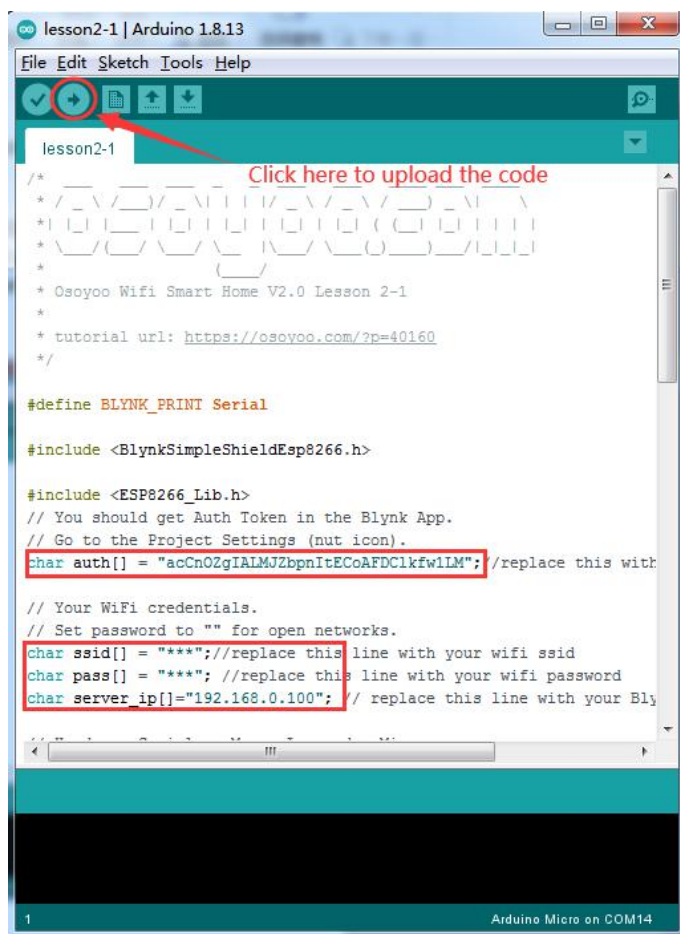 lesson2-1 | Arduino 1.8.13
File Edit Sketch Tools Help
lesson2-1
Click here to upload the code
/*
* Osoyoo Wifi Smart Home V2.0 Lesson 2-1
*
* tutorial url: https://osoyoo.com/?p=40160
*/
#define BLYNK_PRINT Serial
#include <BlynkSimpleShieldEsp8266.h>
#include <ESP8266_Lib.h>
// You should get Auth Token in the Blynk App.
// Go to the Project Settings (nut icon).
char auth[] = "acCnOZgIALMJZbpnItECoAFDClkfw1LM";//replace this with
// Your WiFi credentials.
// Set password to "" for open networks.
char ssid[] = "***";//replace this line with your wifi ssid
char pass[] = "***"; //replace this line with your wifi password
char server_ip[]="192.168.0.100"; // replace this line with your Bly
1
Arduino Micro on COM14